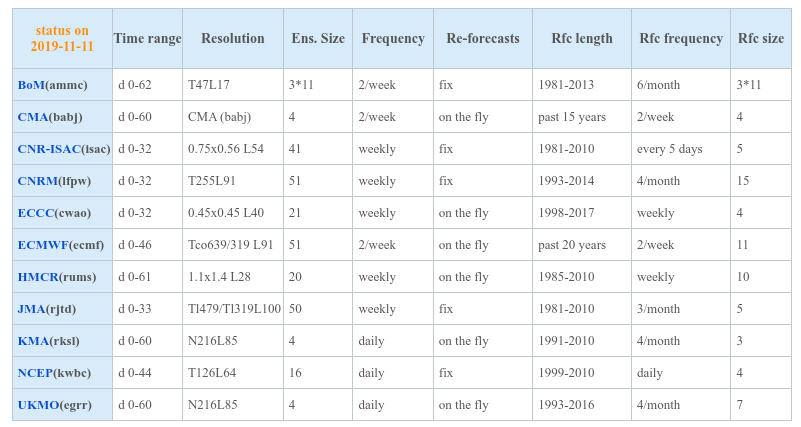 status on
2019-11-11
Time range Resolution Ens. Size Frequency Re-forecasts Rfc length Rfc frequency Rfc size
BoM(ammc) d 0-62 T47L17 3*11 2/week fix 1981-2013 6/month 3*11
CMA(babj) d 0-60 CMA (babj) 4 2/week on the fly past 15 years 2/week 4
CNR-ISAC(isac) d 0-32 0.75x0.56 L54 41 weekly fix 1981-2010 every 5 days 5
CNRM(lfpw) d 0-32 T255L91 51 weekly fix 1993-2014 4/month 15
ECCC(cwao) d 0-32 0.45x0.45 L40 21 weekly on the fly 1998-2017 weekly 4
ECMWF(ecmf) d 0-46 Tco639/319 L91 51 2/week on the fly past 20 years 2/week 11
HMCR(rums) d 0-61 1.1x1.4 L28 20 weekly on the fly 1985-2010 weekly 10
JMA(rjtd) d 0-33 Tl479/Tl319L100 50 weekly fix 1981-2010 3/month 5
KMA(rksl) d 0-60 N216L85 4 daily on the fly 1991-2010 4/month 3
NCEP(kwbc) d 0-44 T126L64 16 daily fix 1999-2010 daily 4
UKMO(egrr) d 0-60 N216L85 4 daily on the fly 1993-2016 4/month 7